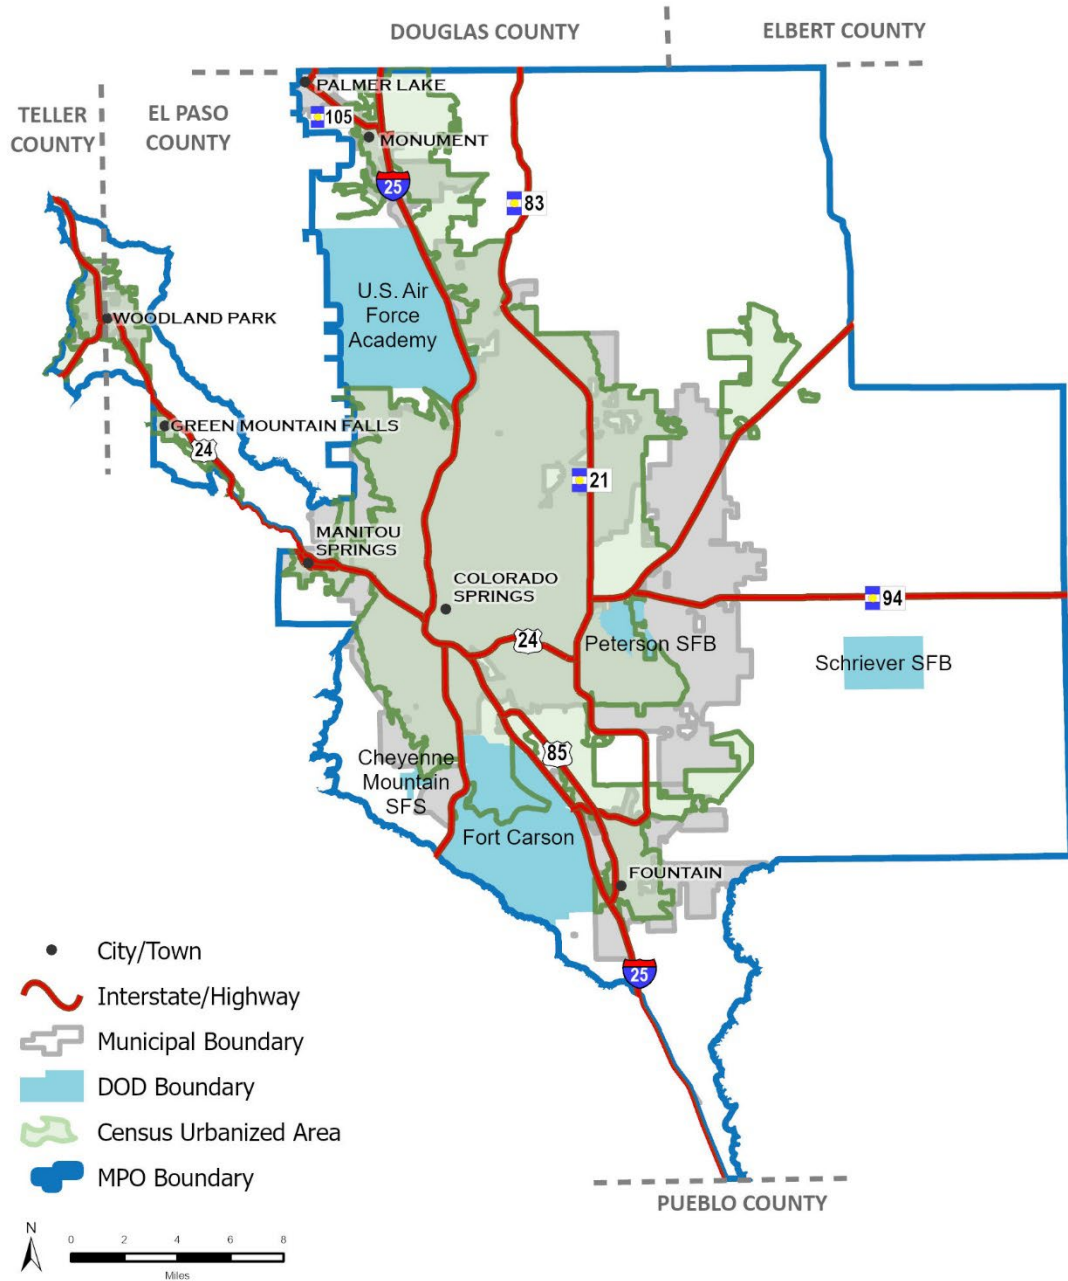 DOUGLAS COUNTY
ELBERT COUNTY
TELLER
COUNTY
EL PASO
COUNTY
PALMER LAKE
105
MONUMENT
25
83
U.S. Air
Force
Academy
WOODLAND PARK
GREEN MOUNTAIN FALLS
24
21
MANITOU
SPRINGS
COLORADO
SPRINGS
94
24
Peterson SFB
Schriever SFB
85
Cheyenne
Mountain
SFS
Fort Carson
FOUNTAIN
25
City/Town
Interstate/Highway
Municipal Boundary
DOD Boundary
Census Urbanized Area
MPO Boundary
PUEBLO COUNTY
N
0 2 4 6 8
Miles